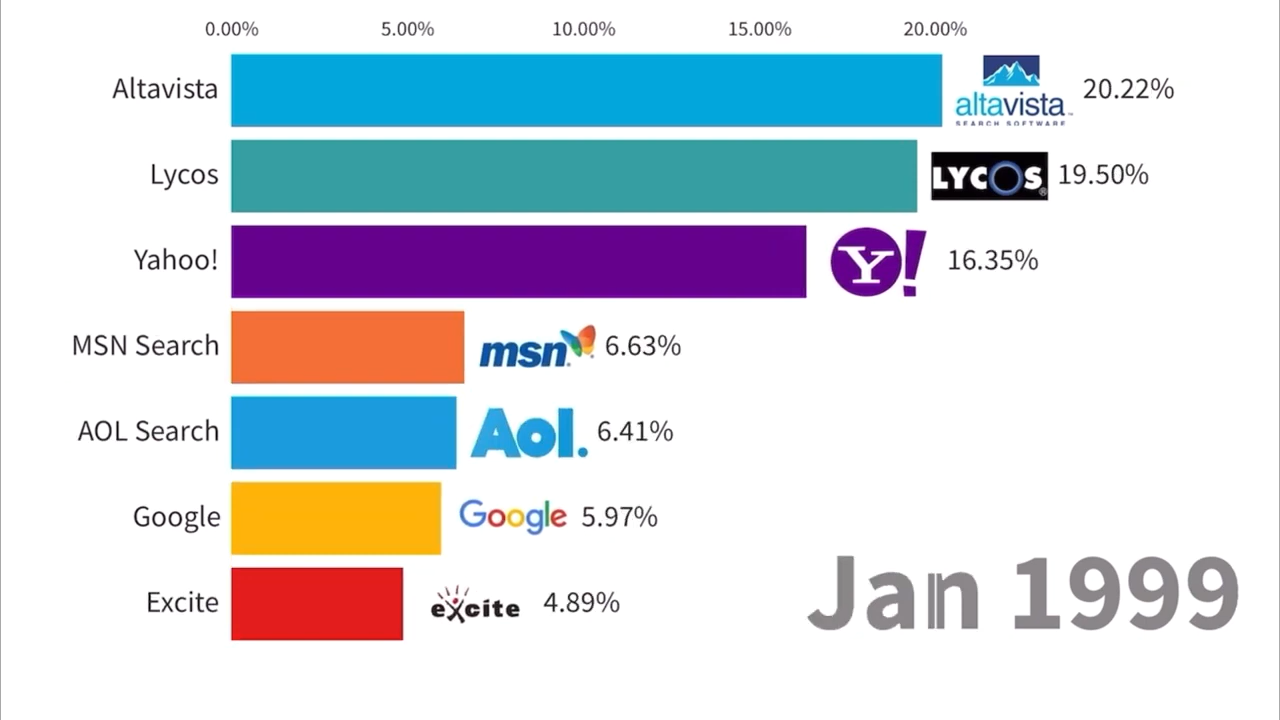 0.00% 5.00% 10.00% 15.00% 20.00%
Altavista altavista™ 20.22%
SEARCH SOFTWARE
Lycos LYCOS® 19.50%
Yahoo! Y! 16.35%
MSN Search msn 6.63%
AOL Search Aol. 6.41%
Google Google 5.97%
Excite excite 4.89%
Jan 1999